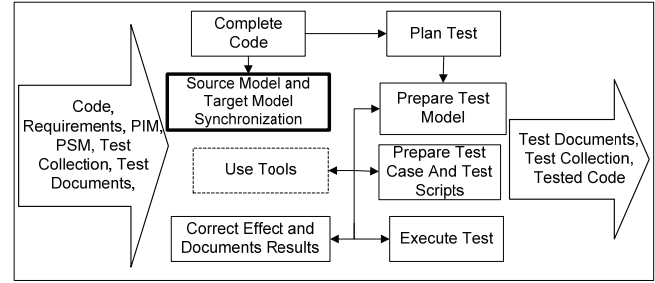 Complete
Code
Plan Test
Source Model and
Target Model
Synchronization
Code,
Requirements, PIM,
PSM, Test
Collection, Test
Documents,
Prepare Test
Model
Use Tools
Prepare Test
Case And Test
Scripts
Test Documents,
Test Collection,
Tested Code
Correct Effect and
Documents Results
Execute Test